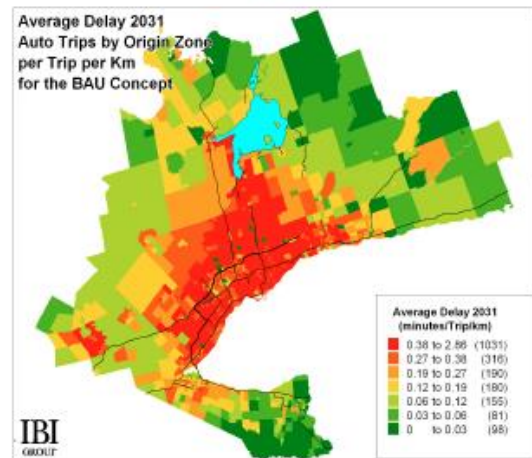 Average Delay 2031
Auto Trips by Origin Zone
per Trip per Km
for the BAU Concept
Average Delay 2031
(minutes/Trip/km)
0.38 to 2.86 (1031)
0.27 to 0.38 (316)
0.19 to 0.27 (190)
0.12 to 0.19 (180)
0.06 to 0.12 (155)
0.03 to 0.06 (81)
0 to 0.03 (98)
IBI
GROUP